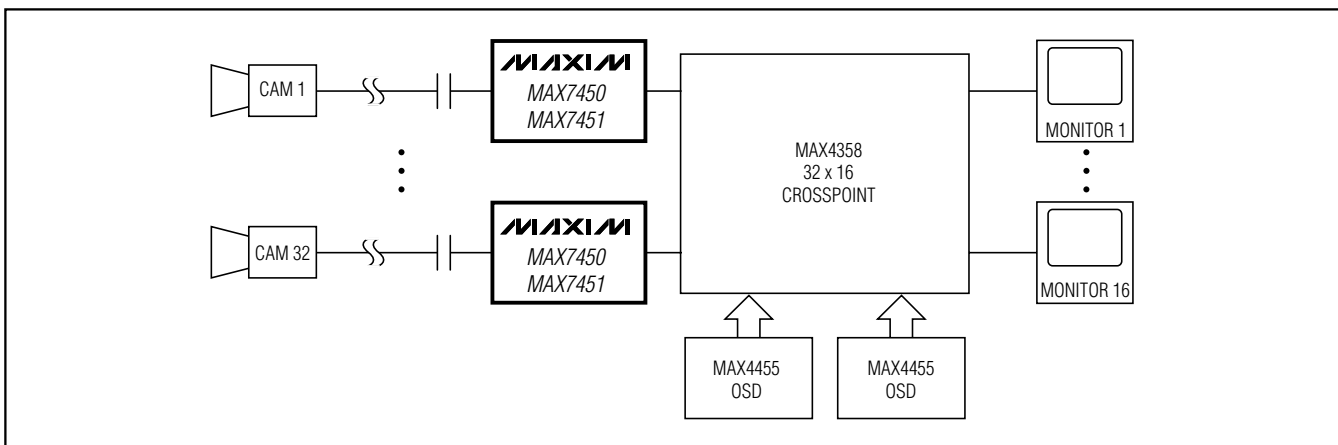 CAM 1
MAXIM
MAX7450
MAX7451
MAX4358
32 x 16
CROSSPOINT
MONITOR 1
CAM 32
MAXIM
MAX7450
MAX7451
MONITOR 16
MAX4455
OSD
MAX4455
OSD